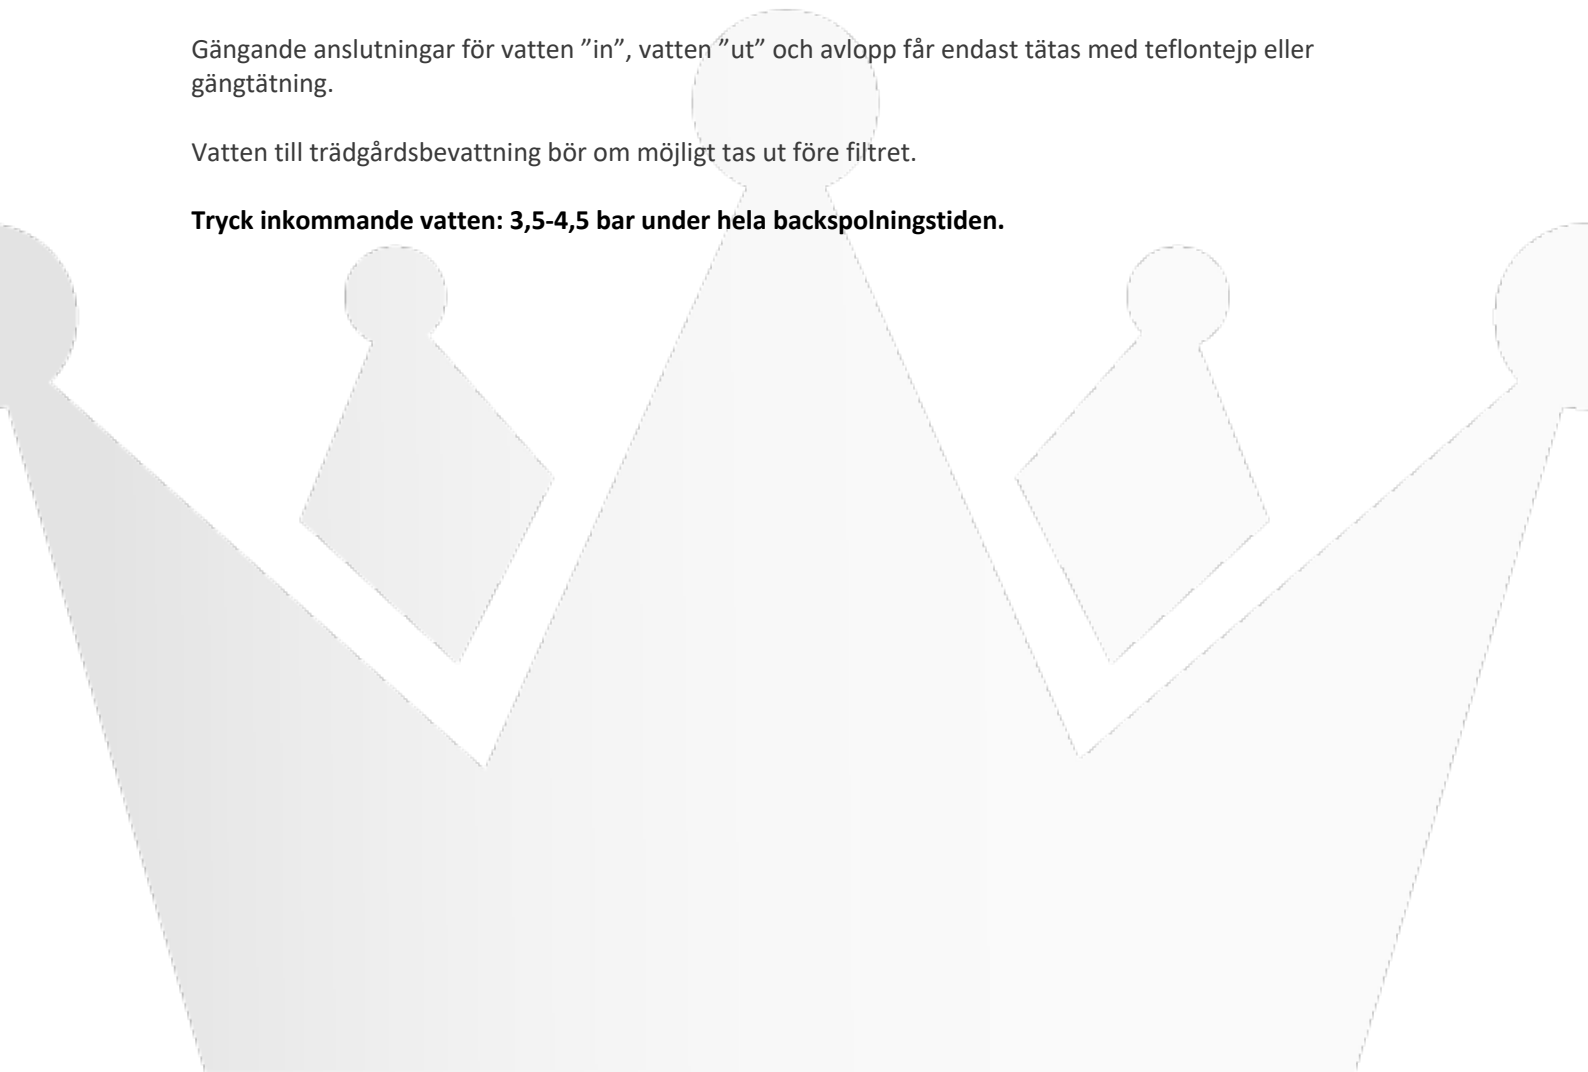 Gängande anslutningar för vatten ”in”, vatten ”ut” och avlopp får endast tätas med teflontejp eller
gängtätning.
Vatten till trädgårdsbevattning bör om möjligt tas ut före filtret.
Tryck inkommande vatten: 3,5-4,5 bar under hela backspolningstiden.